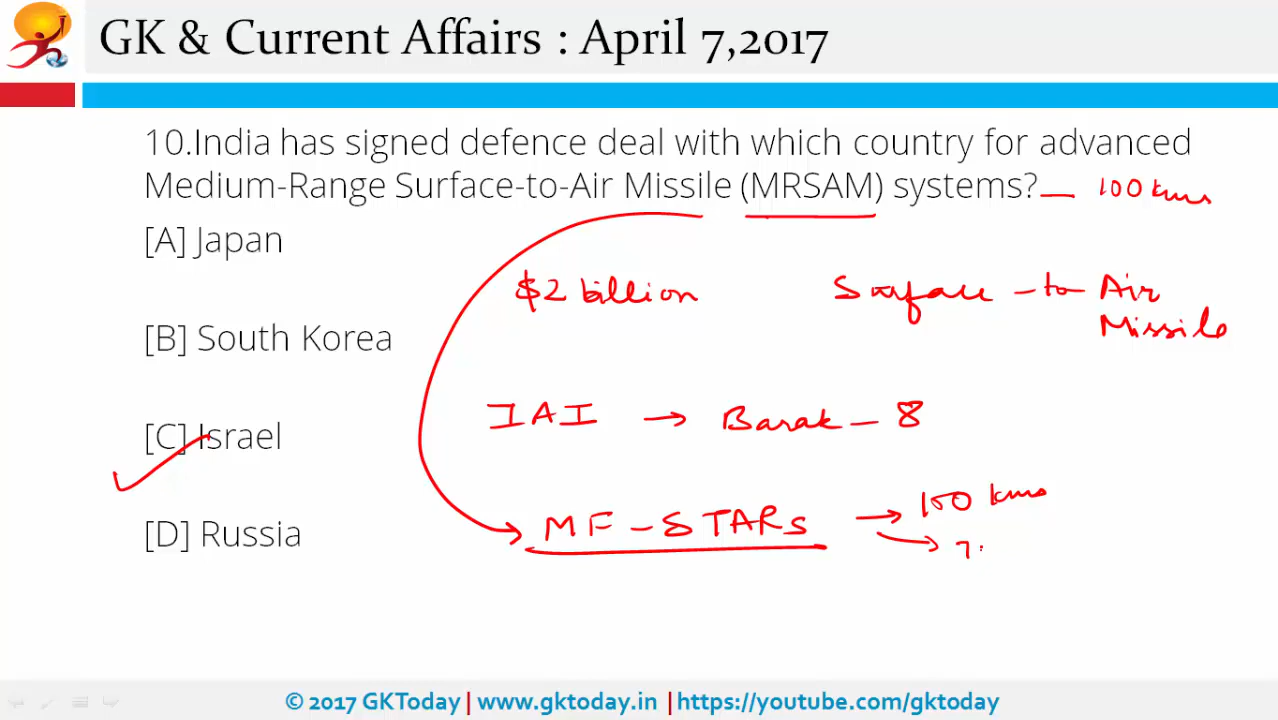 GK & Current Affairs : April 7,2017
10.India has signed defence deal with which country for advanced
Medium-Range Surface-to-Air Missile (MRSAM) systems? — 100 kms
[A] Japan
$2 billion Surface - to - Air
Missile
[B] South Korea
IAI → Barak - 8
[C] Israel
MF - STARs → 100 kms
[D] Russia
© 2017 GKToday | www.gktoday.in | https://youtube.com/gktoday